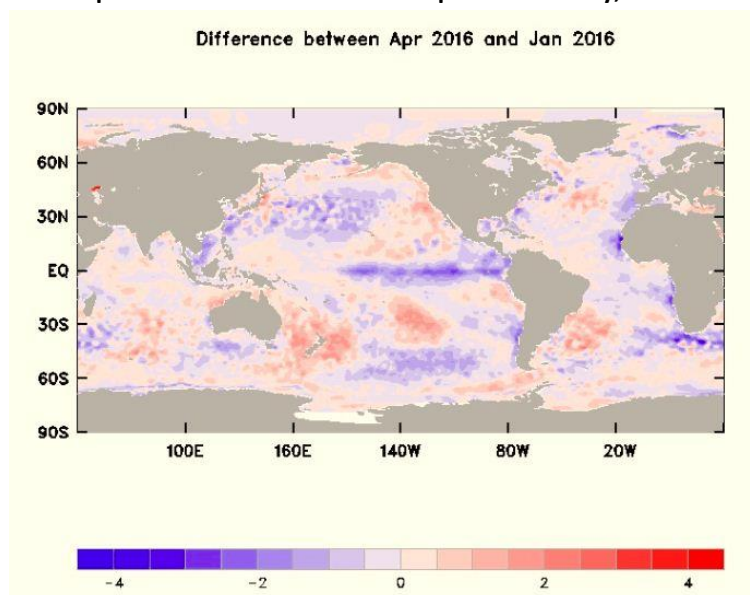 Difference between Apr 2016 and Jan 2016
90N
60N
30N
EQ
30S
60S
90S
100E 160E 140W 80W 20W
-4 -2 0 2 4